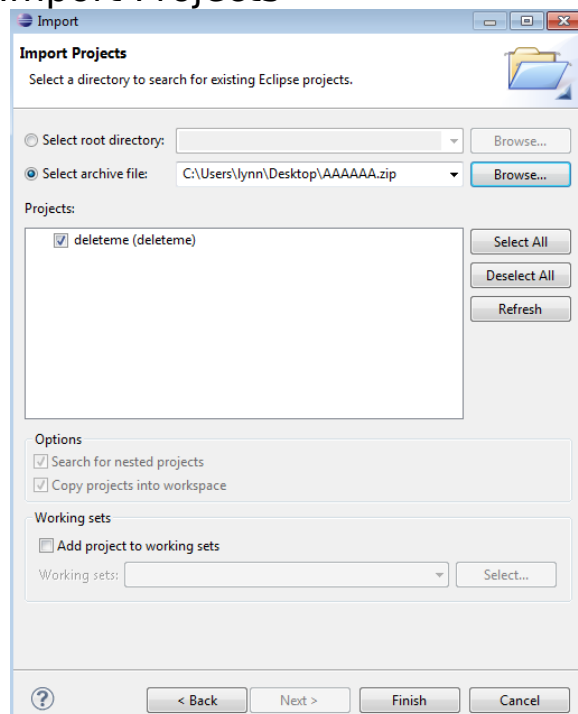 Import Projects
Import
Import Projects
Select a directory to search for existing Eclipse projects.
Select root directory:
Browse...
Select archive file:
C:\Users\lynn\Desktop\AAAAAA.zip
Browse...
Projects:
deleteme (deleteme)
Select All
Deselect All
Refresh
Options
Search for nested projects
Copy projects into workspace
Working sets
Add project to working sets
Working sets:
Select...
?
< Back
Next >
Finish
Cancel